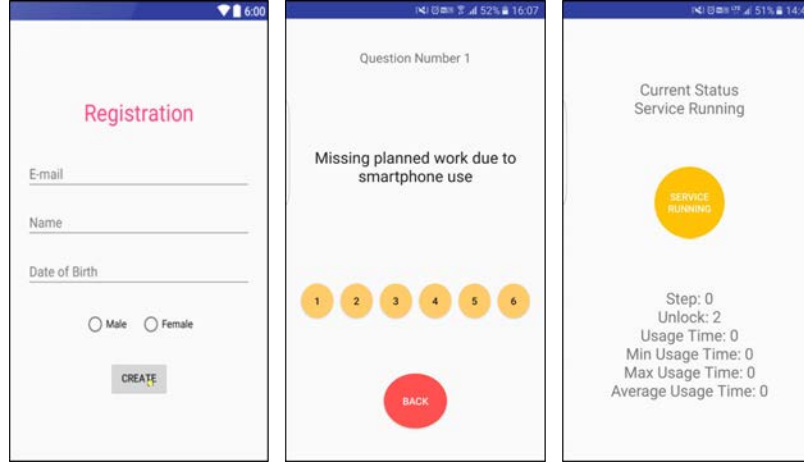 6:00
Registration
E-mail
Name
Date of Birth
Male Female
CREATE
52% 16:07
Question Number 1
Missing planned work due to
smartphone use
1 2 3 4 5 6
BACK
51% 14:4
Current Status
Service Running
SERVICE
RUNNING
Step: 0
Unlock: 2
Usage Time: 0
Min Usage Time: 0
Max Usage Time: 0
Average Usage Time: 0